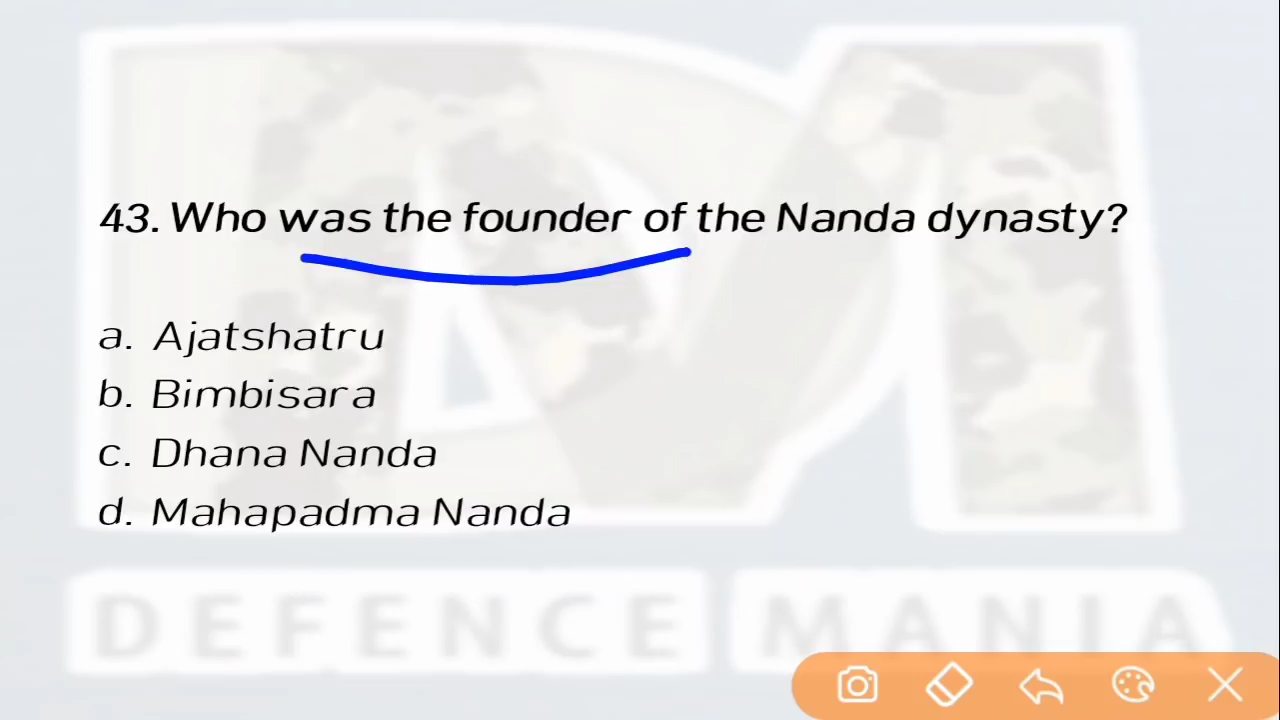 43. Who was the founder of the Nanda dynasty?
a. Ajatshatru
b. Bimbisara
c. Dhana Nanda
d. Mahapadma Nanda
DEFENCE MANIA